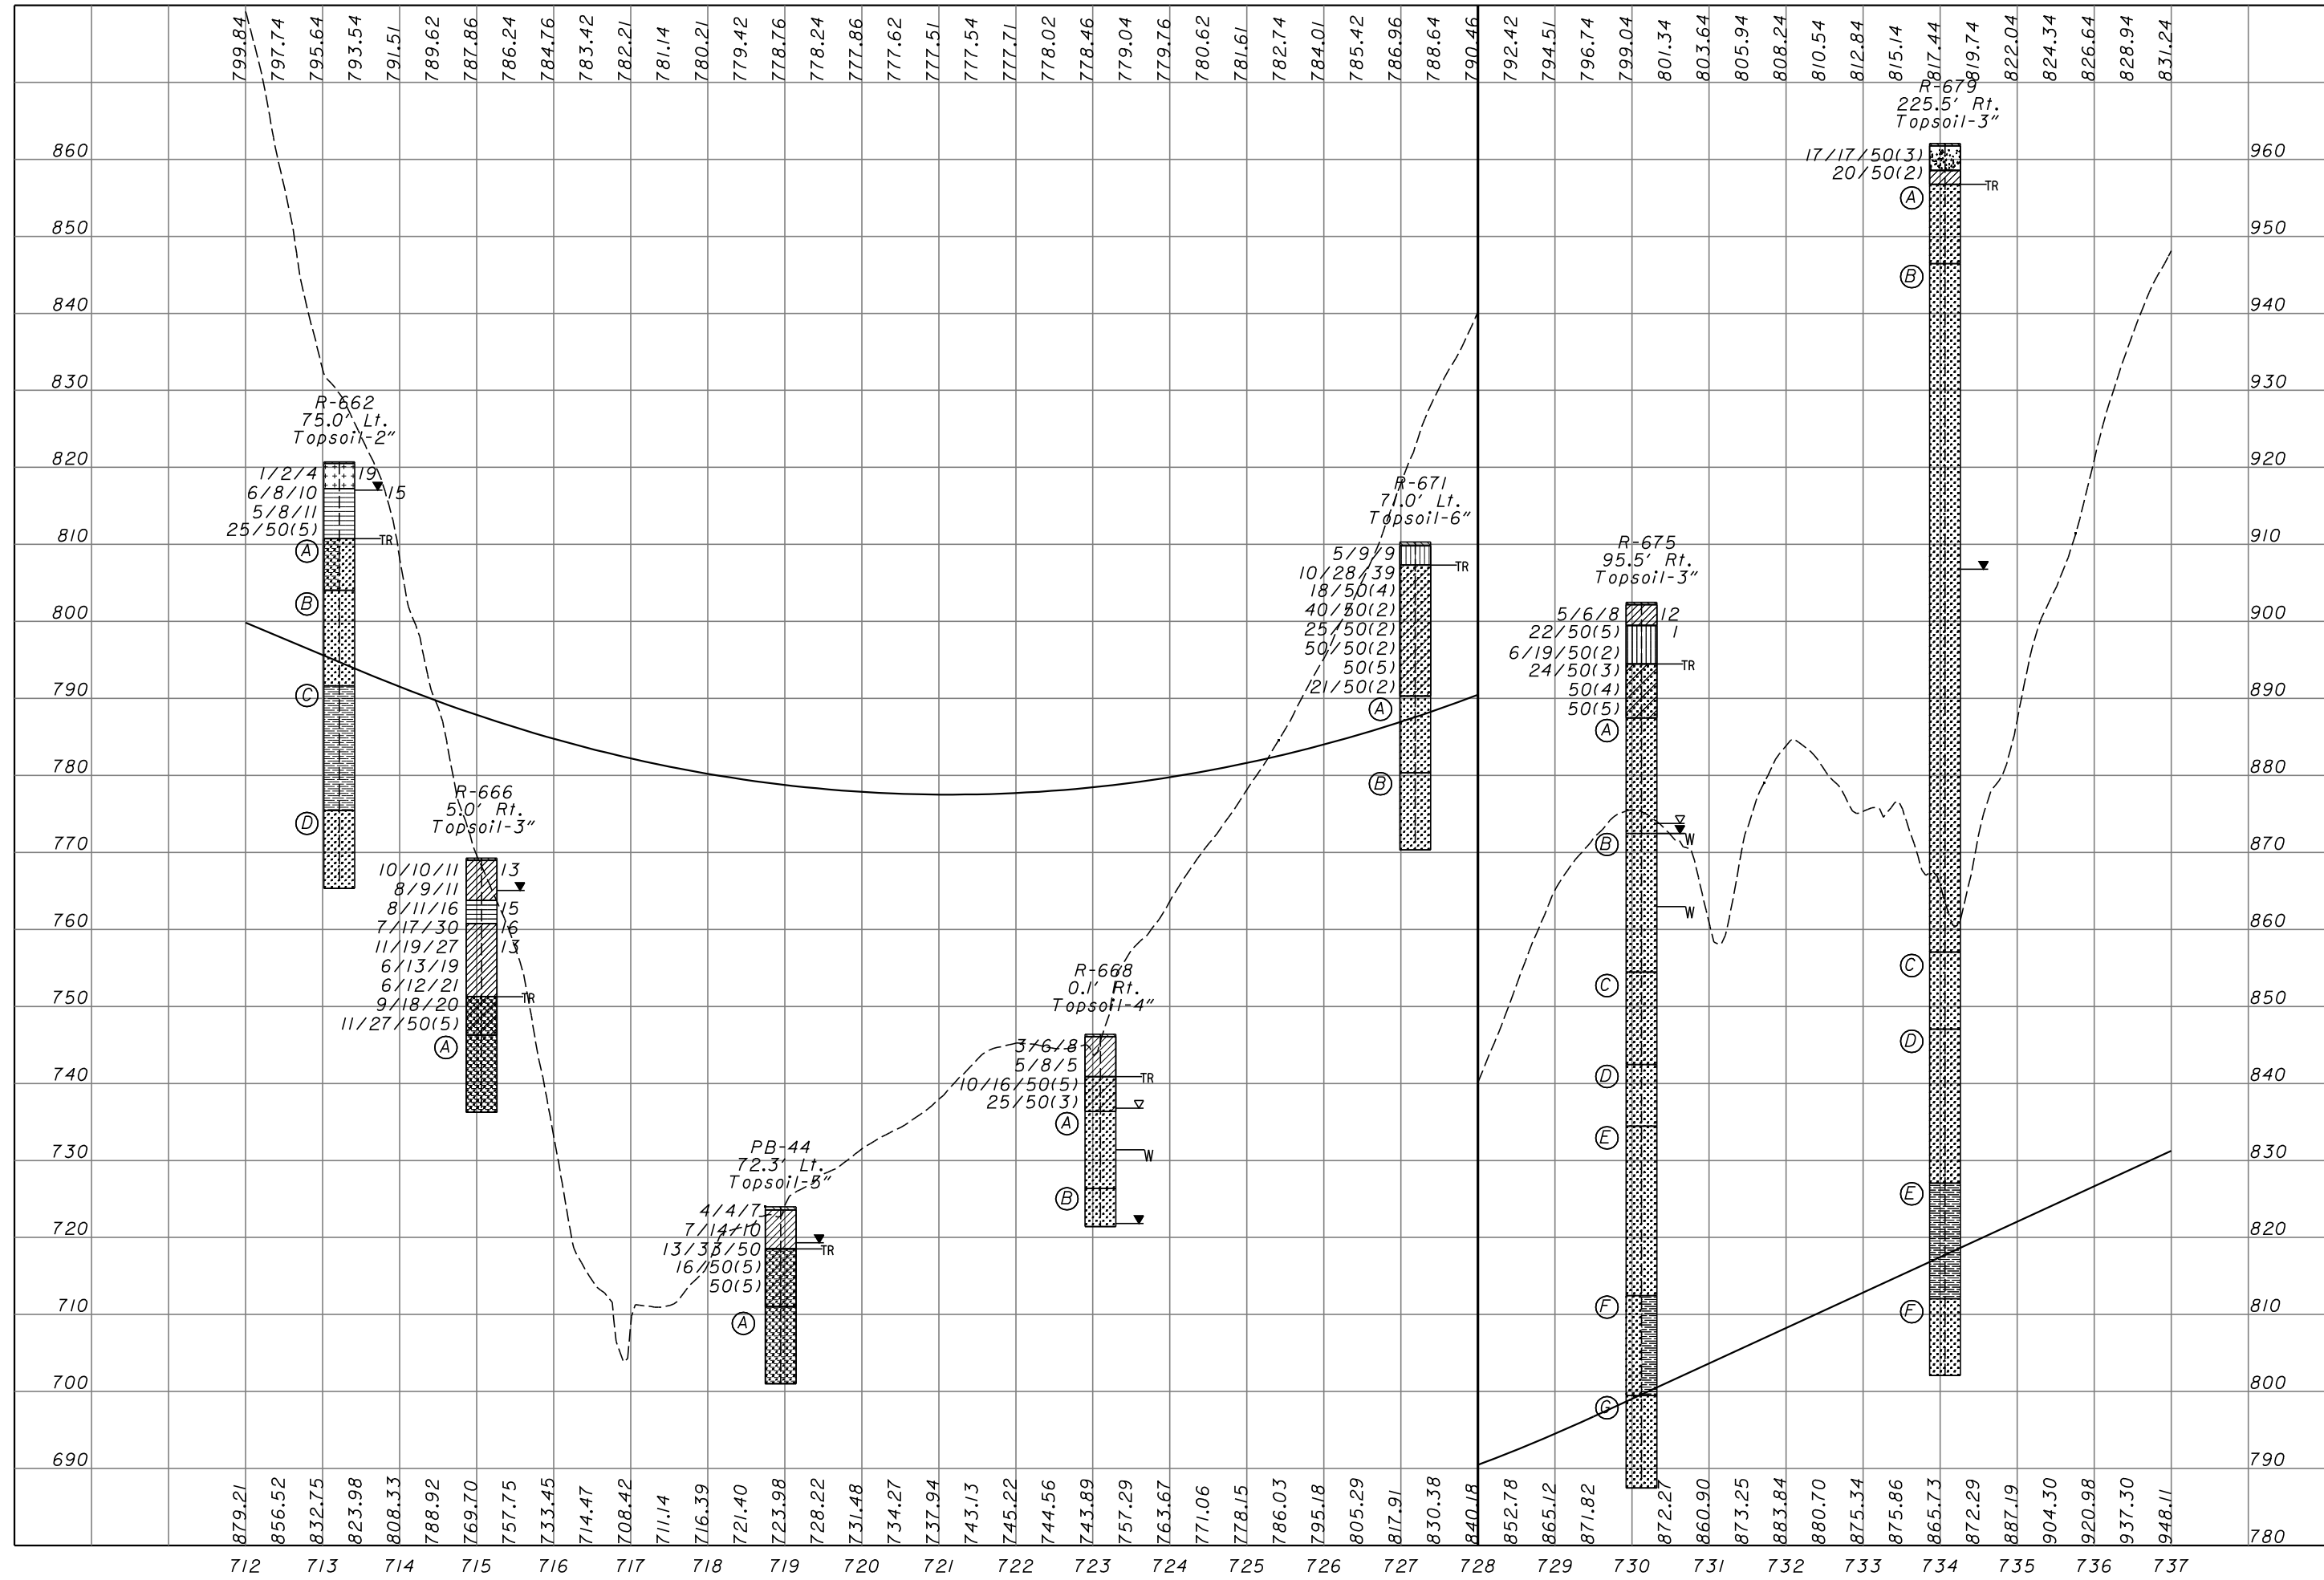 799.84 797.74 795.64 793.54 791.51 789.62 787.86 786.24 784.76 783.42 782.21 781.14 780.21 779.42 778.76 778.24 777.86 777.62 777.51 777.54 777.71 778.02 778.46 779.04 779.76 780.62 781.61 782.74 784.01 785.42 786.96 788.64 790.46 792.42 794.51 796.74 799.04 801.34 803.64 805.94 808.24 810.54 812.84 815.14 817.44 819.74 822.04 824.34 826.64 828.94 831.24
860
850
840
830
820
810
800
790
780
770
760
750
740
730
720
710
700
690
R-662
75.0' Lt.
Topsoil-2"
1/2/4 19
6/8/10 15
5/8/11
25/50(5) TR
A
B
C
D
R-666
5.0' Rt.
Topsoil-3"
10/10/11 13
8/9/11
8/11/16 15
7/17/30 16
11/19/27 13
6/13/19
6/12/21 TR
9/18/20
11/27/50(5)
A
PB-44
72.3' Lt.
Topsoil-5"
4/4/7
7/14/10
13/33/50 TR
16/50(5)
50(5)
A
R-668
0.1' Rt.
Topsoil-4"
3/6/8
5/8/5 TR
10/16/50(5)
25/50(3)
A
W
B
R-671
71.0' Lt.
Topsoil-6"
5/9/9 TR
10/28/39
18/50(4)
40/50(2)
25/50(2)
50/50(2)
50(5)
21/50(2)
A
B
R-675
95.5' Rt.
Topsoil-3"
5/6/8 12
22/50(5) 1
6/19/50(2) TR
24/50(3)
50(4)
50(5)
A
B W
W
C
D
E
F
G
R-679
225.5' Rt.
Topsoil-3"
17/17/50(3)
20/50(2) TR
A
B
C
D
E
F
960
950
940
930
920
910
900
890
880
870
860
850
840
830
820
810
800
790
780
879.21 856.52 832.75 823.98 808.33 788.92 769.70 757.75 733.45 714.47 708.42 711.14 716.39 721.40 723.98 728.22 731.48 734.27 737.94 743.13 745.22 744.56 743.89 757.29 763.67 771.06 778.15 786.03 795.18 805.29 817.91 830.38 840.18 852.78 865.12 871.82 872.27 860.90 873.25 883.84 880.70 875.34 875.86 865.73 872.29 887.19 904.30 920.98 937.30 948.11
712 713 714 715 716 717 718 719 720 721 722 723 724 725 726 727 728 729 730 731 732 733 734 735 736 737